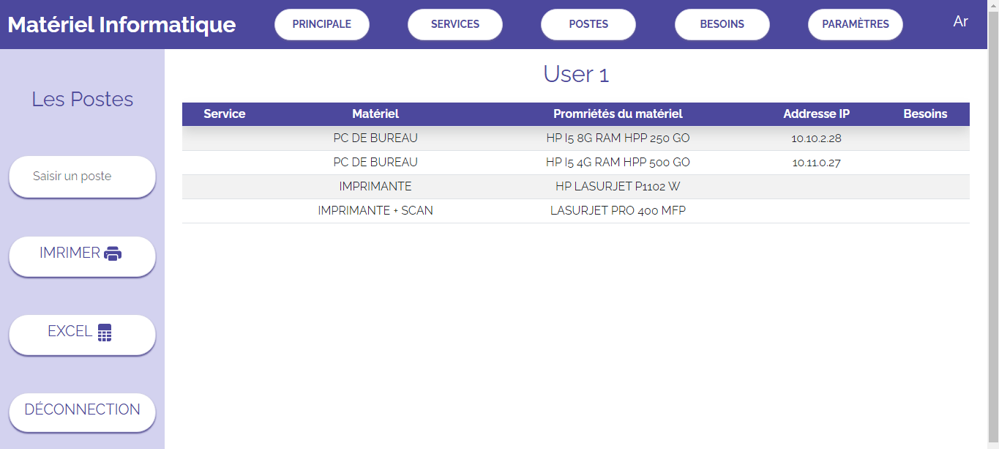 Matériel Informatique PRINCIPALE SERVICES POSTES BESOINS PARAMÈTRES Ar
Les Postes
Saisir un poste
IMRIMER
EXCEL
DÉCONNECTION
User 1
Service Matériel Promriétés du matériel Addresse IP Besoins
PC DE BUREAU HP I5 8G RAM HPP 250 GO 10.10.2.28
PC DE BUREAU HP I5 4G RAM HPP 500 GO 10.11.0.27
IMPRIMANTE HP LASURJET P1102 W
IMPRIMANTE + SCAN LASURJET PRO 400 MFP